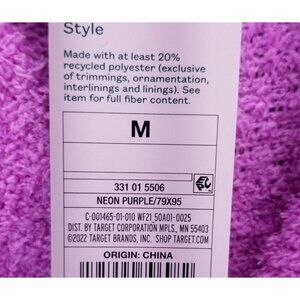 Style
Made with at least 20%
recycled polyester (exclusive
of trimmings, ornamentation,
interlinings and linings). See
item for full fiber content.
M
331 01 5506
NEON PURPLE/79X95
C-001465-01-010 WF21 50A01-0025
DIST. BY TARGET CORPORATION MPLS., MN 55403
©2022 TARGET BRANDS, INC. SHOP TARGET.COM
ORIGIN: CHINA